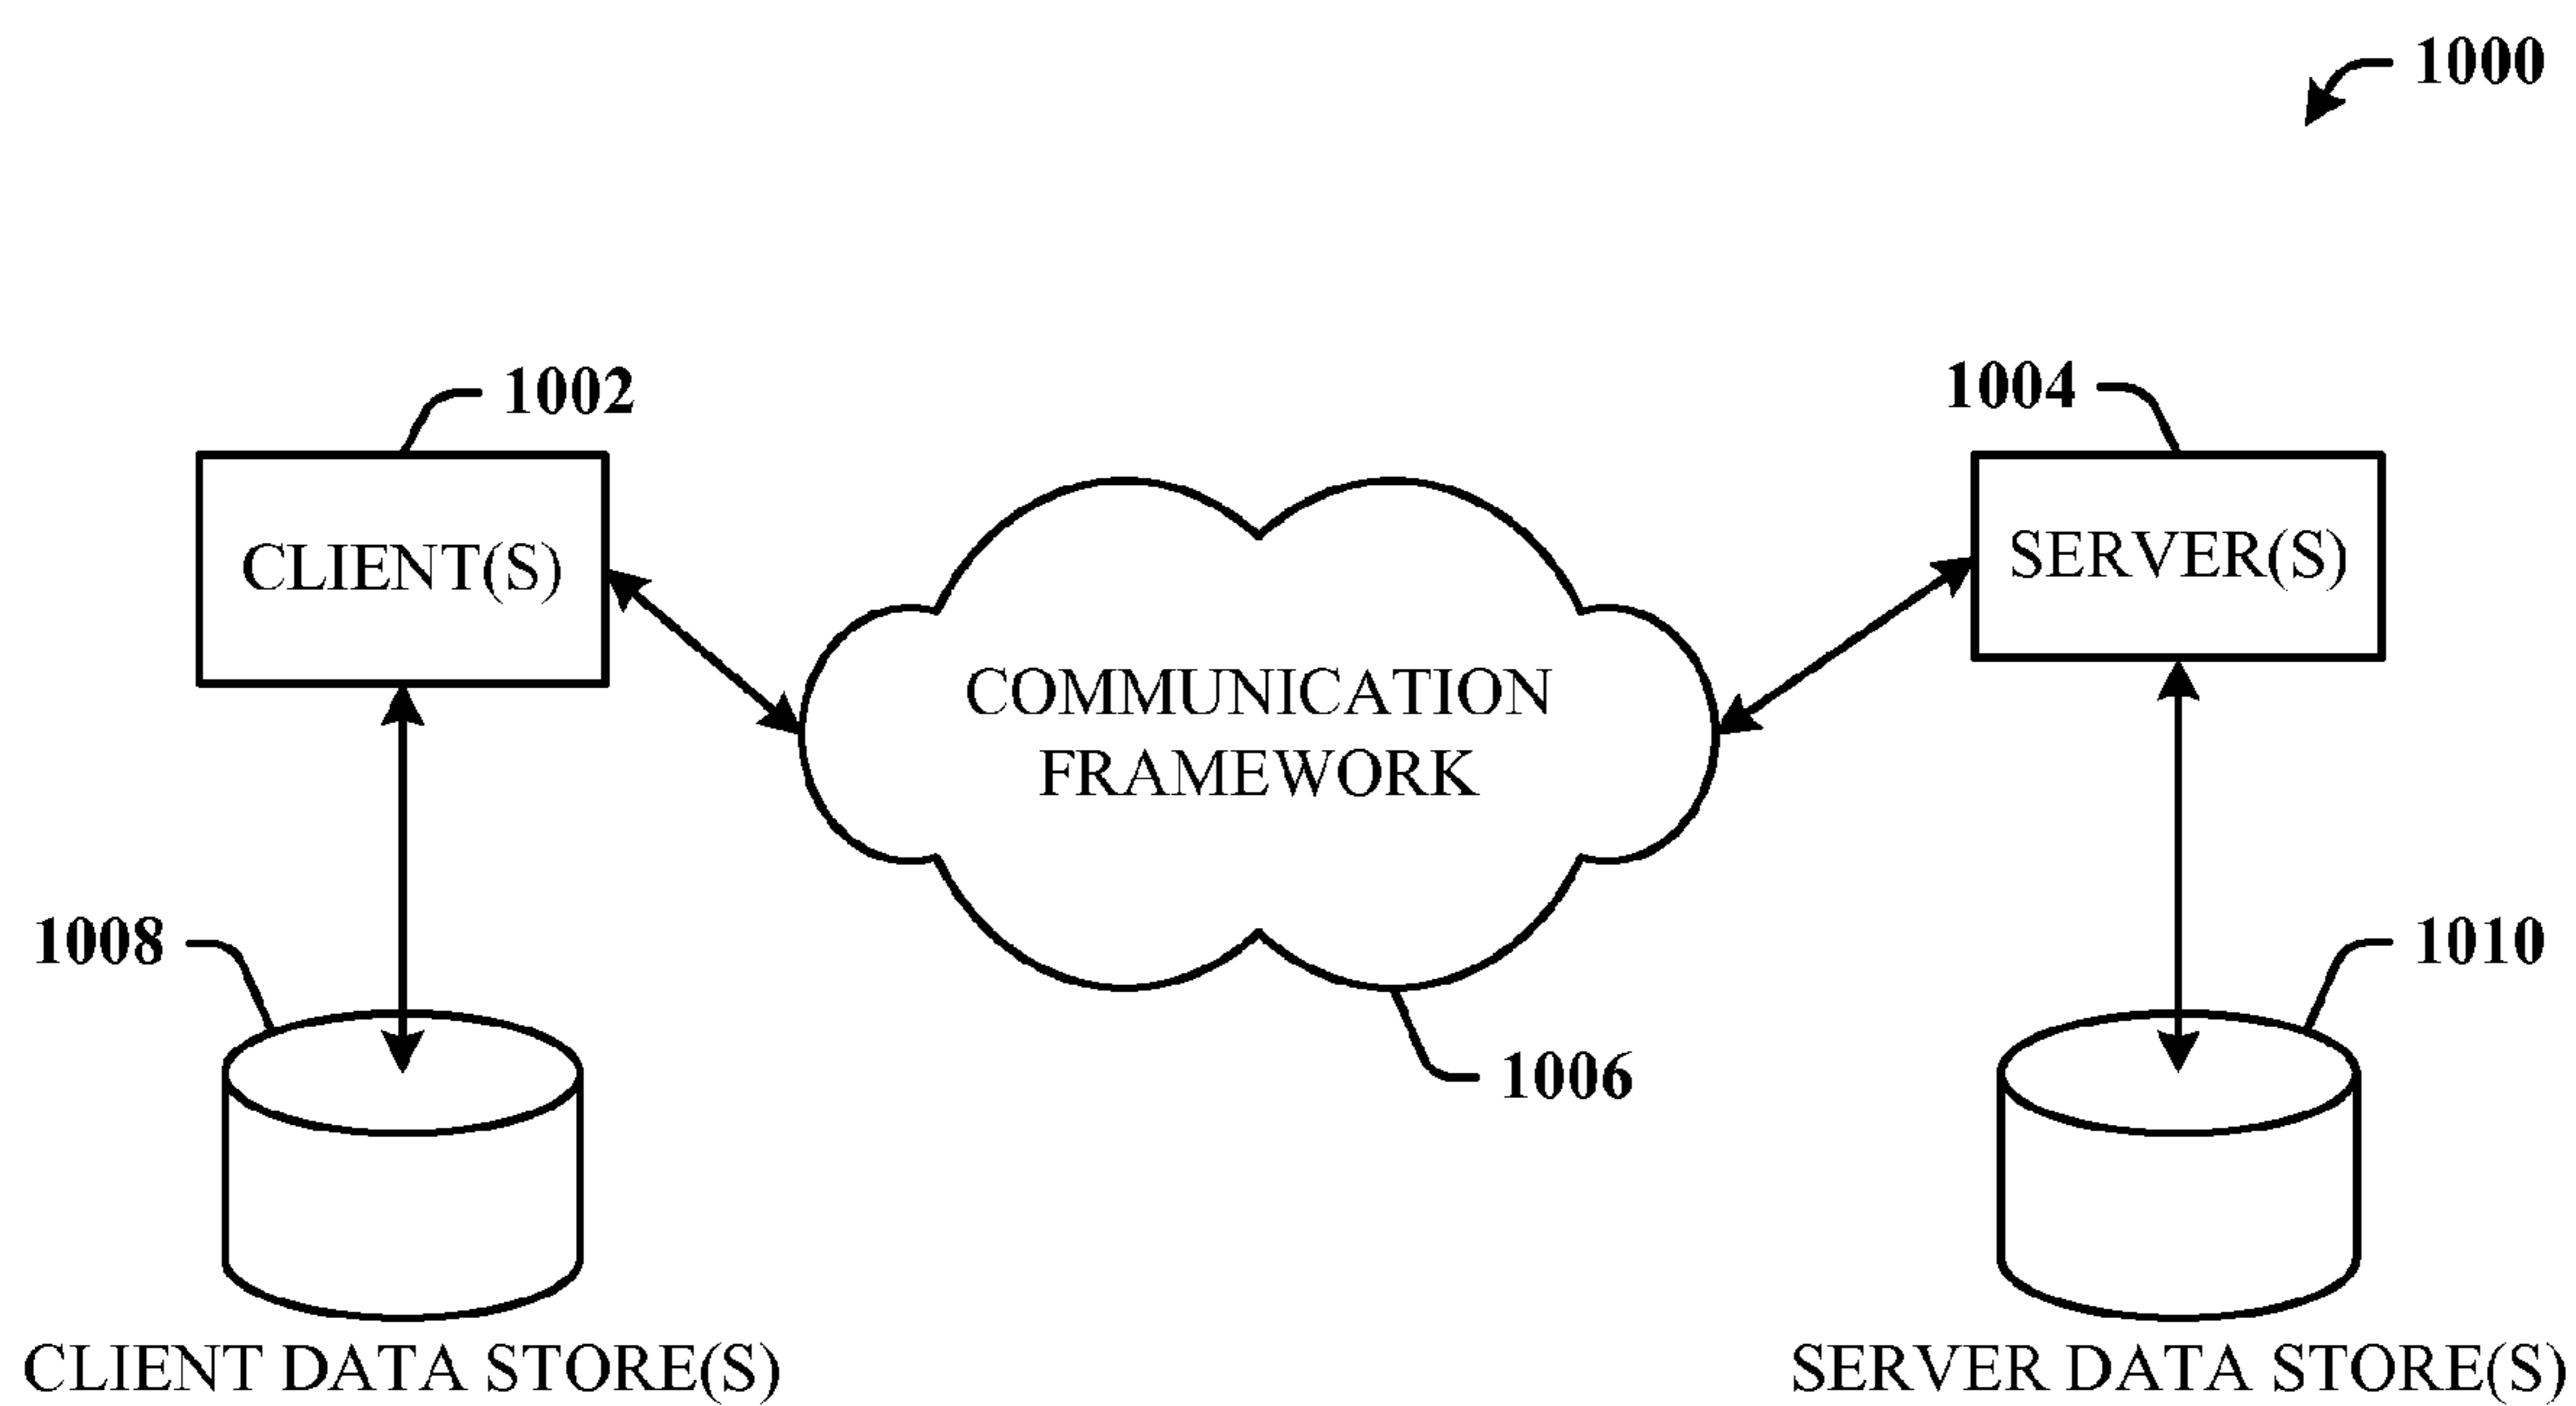 1000
1002
1004
CLIENT(S)
SERVER(S)
COMMUNICATION
FRAMEWORK
1008
1010
1006
CLIENT DATA STORE(S)
SERVER DATA STORE(S)